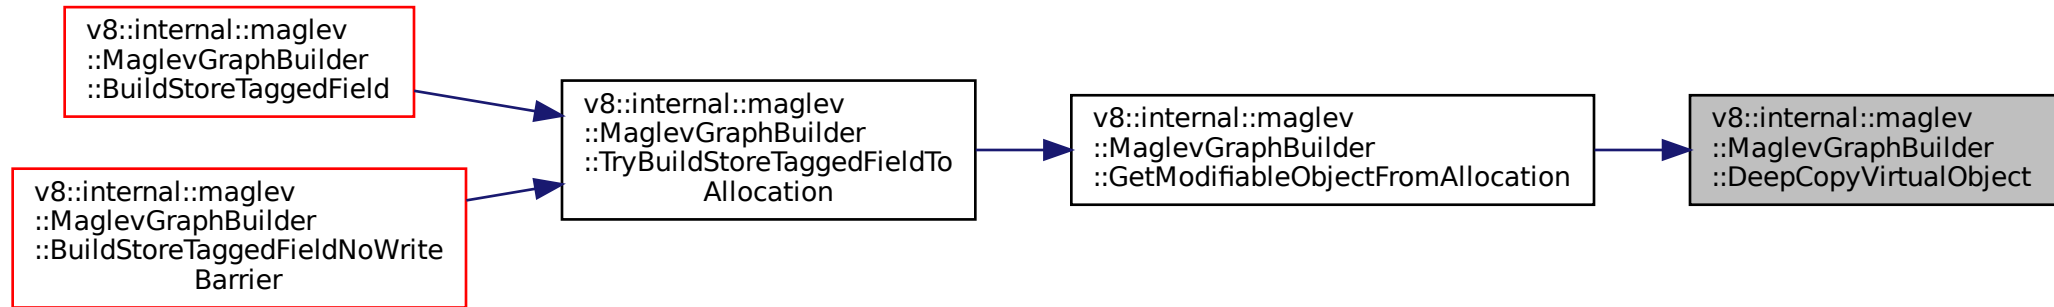 v8::internal::maglev
::MaglevGraphBuilder
::BuildStoreTaggedField
v8::internal::maglev
::MaglevGraphBuilder
::BuildStoreTaggedFieldNoWrite
Barrier
v8::internal::maglev
::MaglevGraphBuilder
::TryBuildStoreTaggedFieldTo
Allocation
v8::internal::maglev
::MaglevGraphBuilder
::GetModifiableObjectFromAllocation
v8::internal::maglev
::MaglevGraphBuilder
::DeepCopyVirtualObject